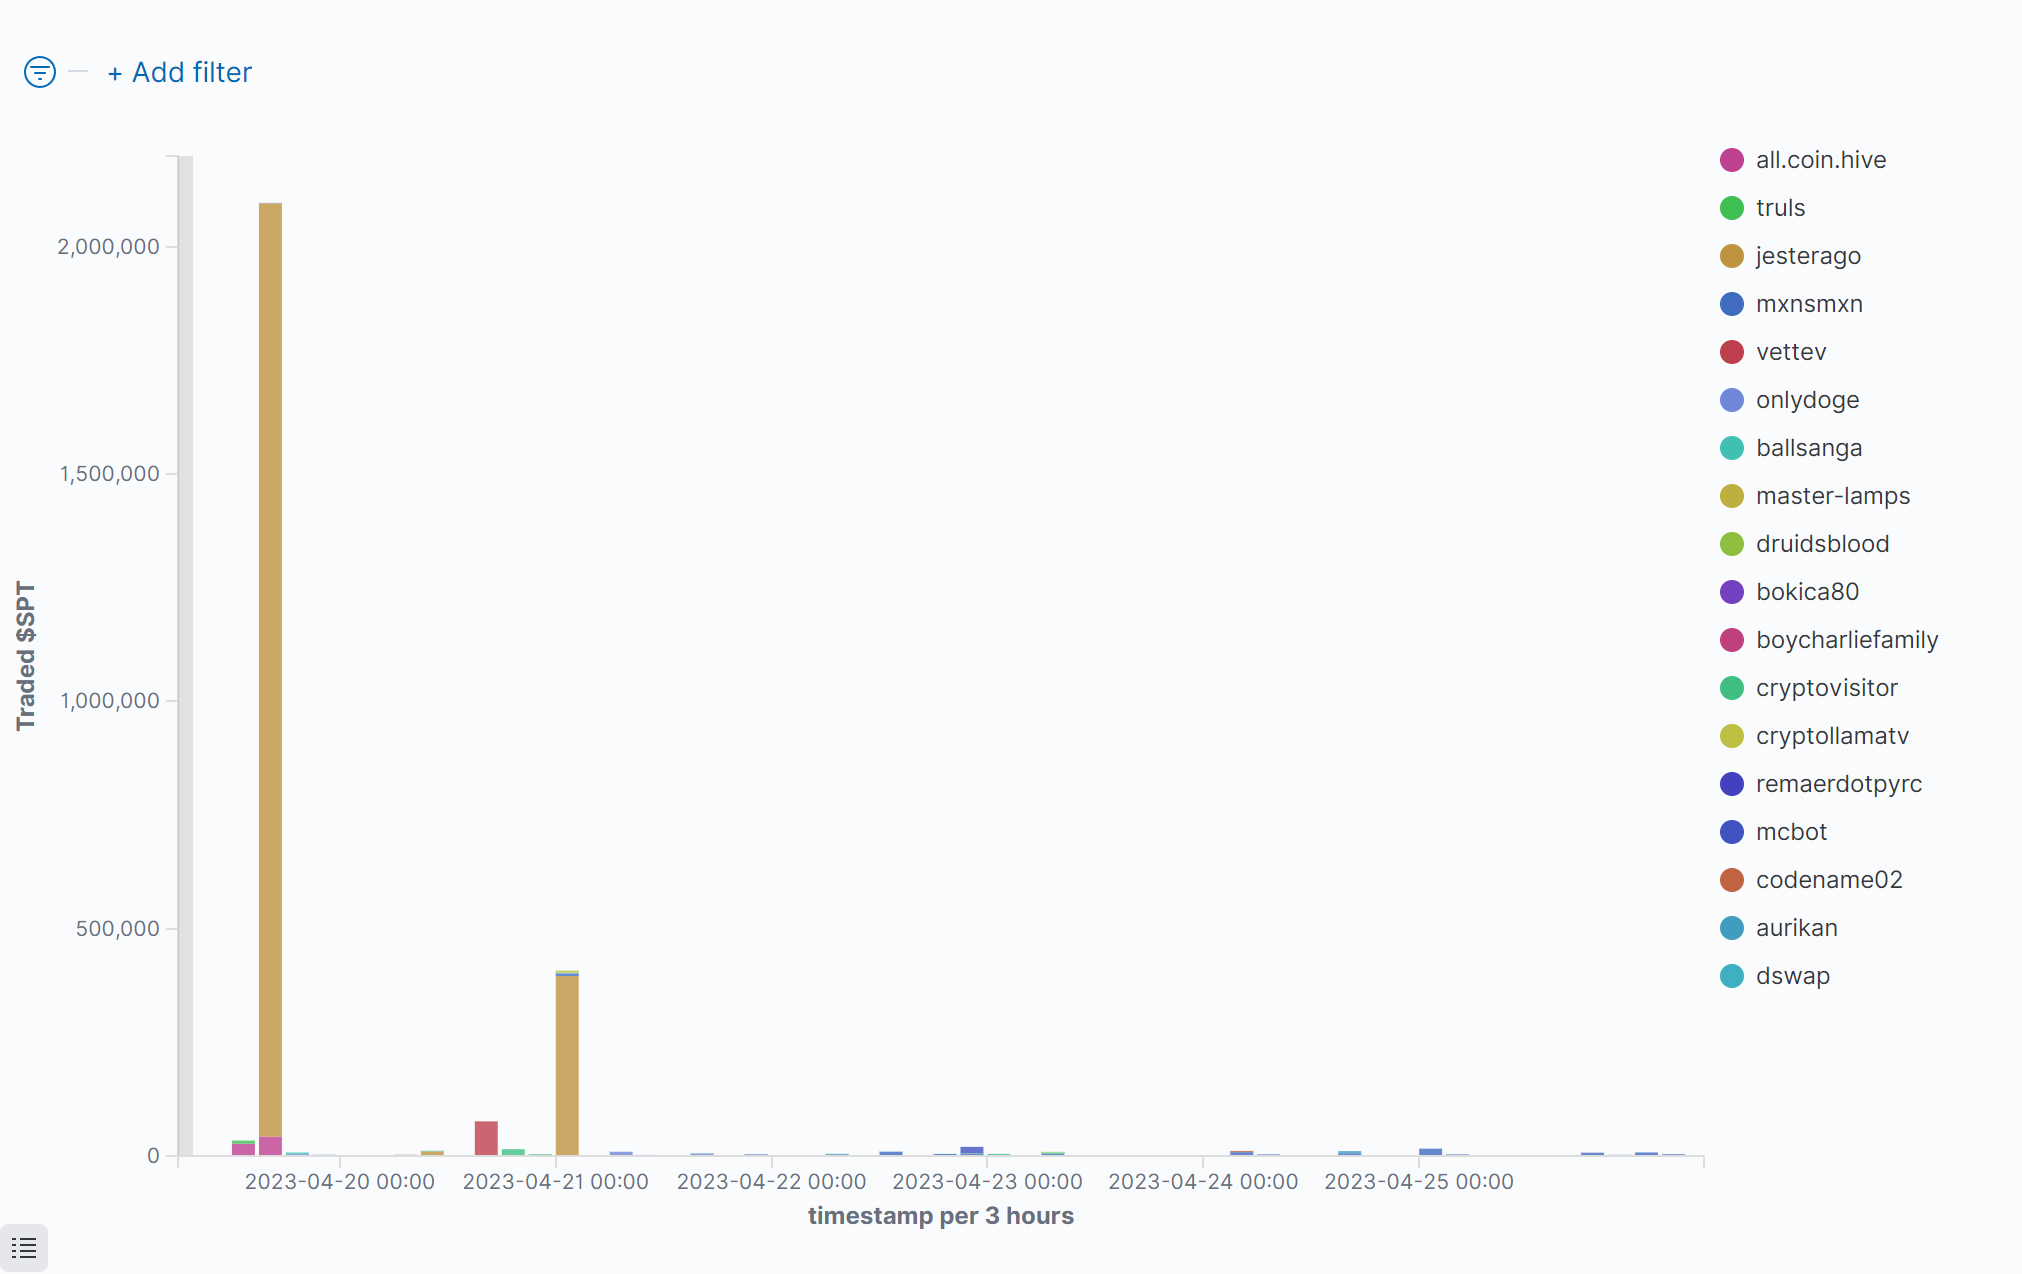 + Add filter
Traded $SPT
2,000,000
1,500,000
1,000,000
500,000
0
2023-04-20 00:00
2023-04-21 00:00
2023-04-22 00:00
2023-04-23 00:00
2023-04-24 00:00
2023-04-25 00:00
timestamp per 3 hours
all.coin.hive
truls
jesterago
mxnsmxn
vettev
onlydoge
ballsanga
master-lamps
druidsblood
bokica80
boycharliefamily
cryptovisitor
cryptollamatv
remaerdotpyrc
mcbot
codename02
aurikan
dswap